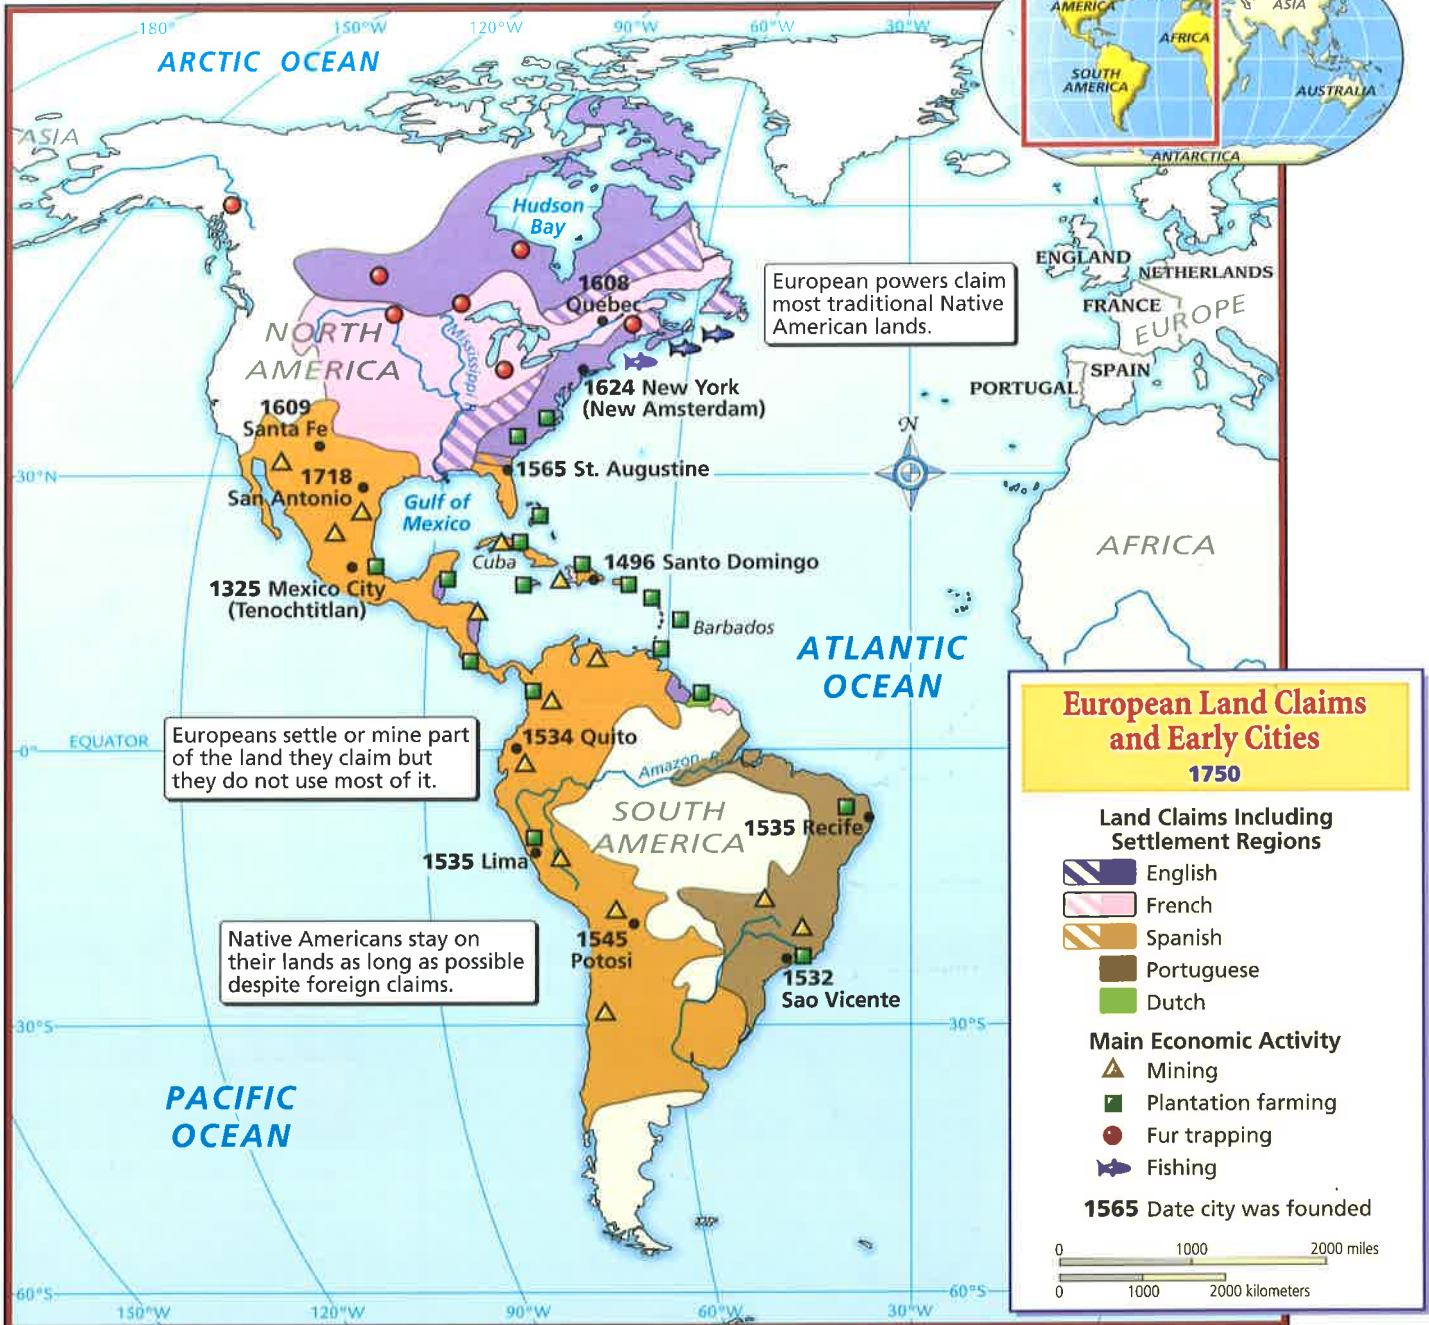 180°
150°W
120°W
90°W
60°W
30°W
ARCTIC OCEAN
ASIA
AMERICA
ASIA
AFRICA
SOUTH
AMERICA
AUSTRALIA
ANTARCTICA
Hudson
Bay
ENGLAND
NETHERLANDS
FRANCE
EUROPE
SPAIN
PORTUGAL
European powers claim
most traditional Native
American lands.
1608
Québec
NORTH
AMERICA
Mississippi R.
1624 New York
(New Amsterdam)
1609
Santa Fe
1565 St. Augustine
N
30°N
1718
San Antonio
Gulf of
Mexico
AFRICA
Cuba
1496 Santo Domingo
1325 Mexico City
(Tenochtitlan)
Barbados
ATLANTIC
OCEAN
Europeans settle or mine part
of the land they claim but
they do not use most of it.
0°
EQUATOR
1534 Quito
Amazon R.
SOUTH
AMERICA
1535 Recife
1535 Lima
Native Americans stay on
their lands as long as possible
despite foreign claims.
1545
Potosi
1532
Sao Vicente
30°S
30°S
PACIFIC
OCEAN
60°S
60°S
150°W
120°W
90°W
60°W
30°W
European Land Claims
and Early Cities
1750
Land Claims Including
Settlement Regions
English
French
Spanish
Portuguese
Dutch
Main Economic Activity
Mining
Plantation farming
Fur trapping
Fishing
1565 Date city was founded
0 1000 2000 miles
0 1000 2000 kilometers